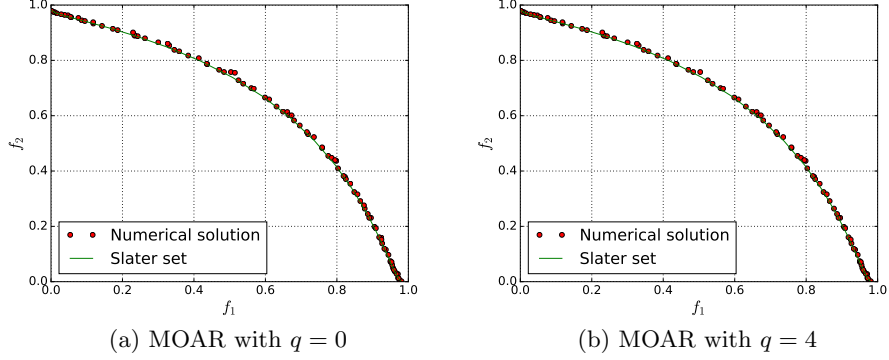 1.0
0.8
0.6
f₂
0.4
0.2
Numerical solution
Slater set
0.0
0.0 0.2 0.4 0.6 0.8 1.0
f₁
(a) MOAR with q = 0
1.0
0.8
0.6
f₂
0.4
0.2
Numerical solution
Slater set
0.0
0.0 0.2 0.4 0.6 0.8 1.0
f₁
(b) MOAR with q = 4